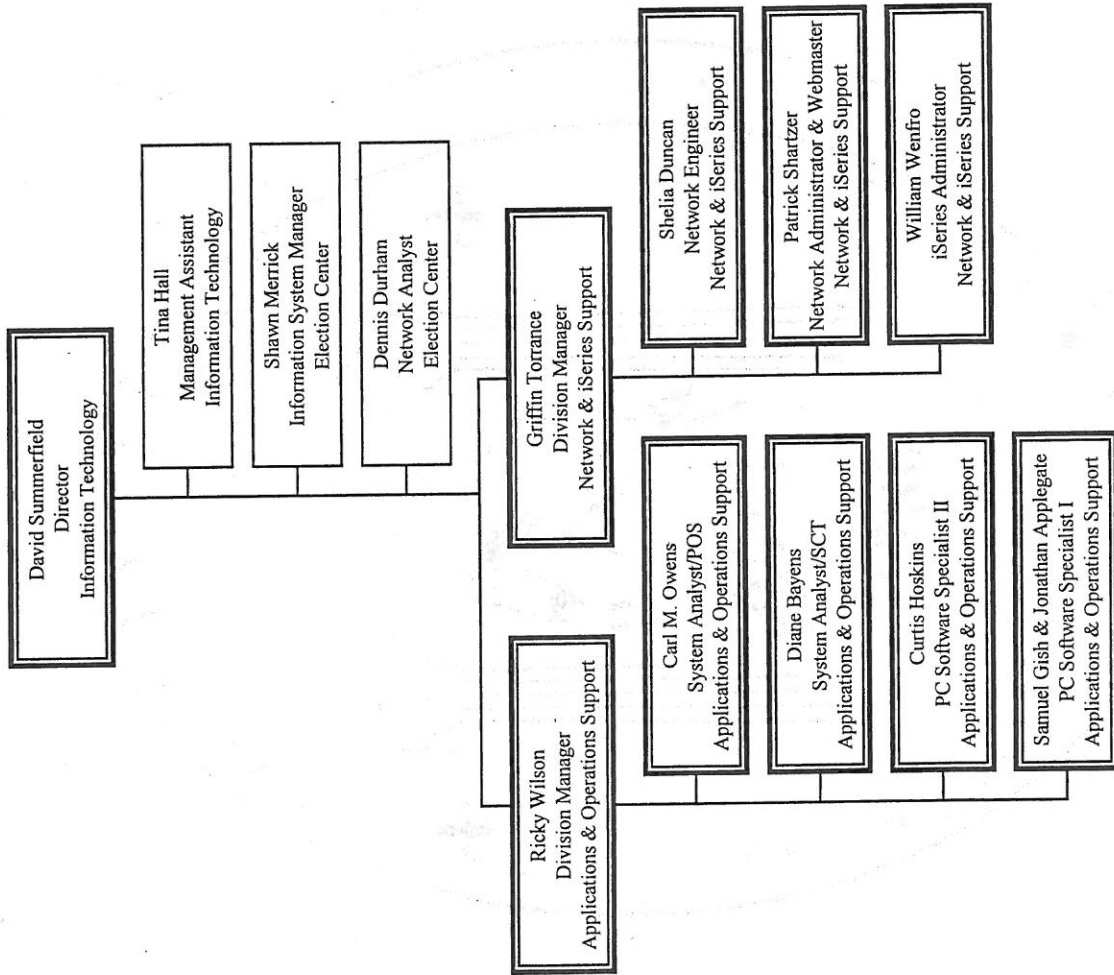 David Summerfield
Director
Information Technology
Tina Hall
Management Assistant
Information Technology
Shawn Merrick
Information System Manager
Election Center
Dennis Durham
Network Analyst
Election Center
Ricky Wilson
Division Manager
Applications & Operations Support
Griffin Torrance
Division Manager
Network & iSeries Support
Carl M. Owens
System Analyst/POS
Applications & Operations Support
Diane Bayens
System Analyst/SCT
Applications & Operations Support
Curtis Hoskins
PC Software Specialist II
Applications & Operations Support
Samuel Gish & Jonathan Applegate
PC Software Specialist I
Applications & Operations Support
Shelia Duncan
Network Engineer
Network & iSeries Support
Patrick Shartzer
Network Administrator & Webmaster
Network & iSeries Support
William Wenfro
iSeries Administrator
Network & iSeries Support